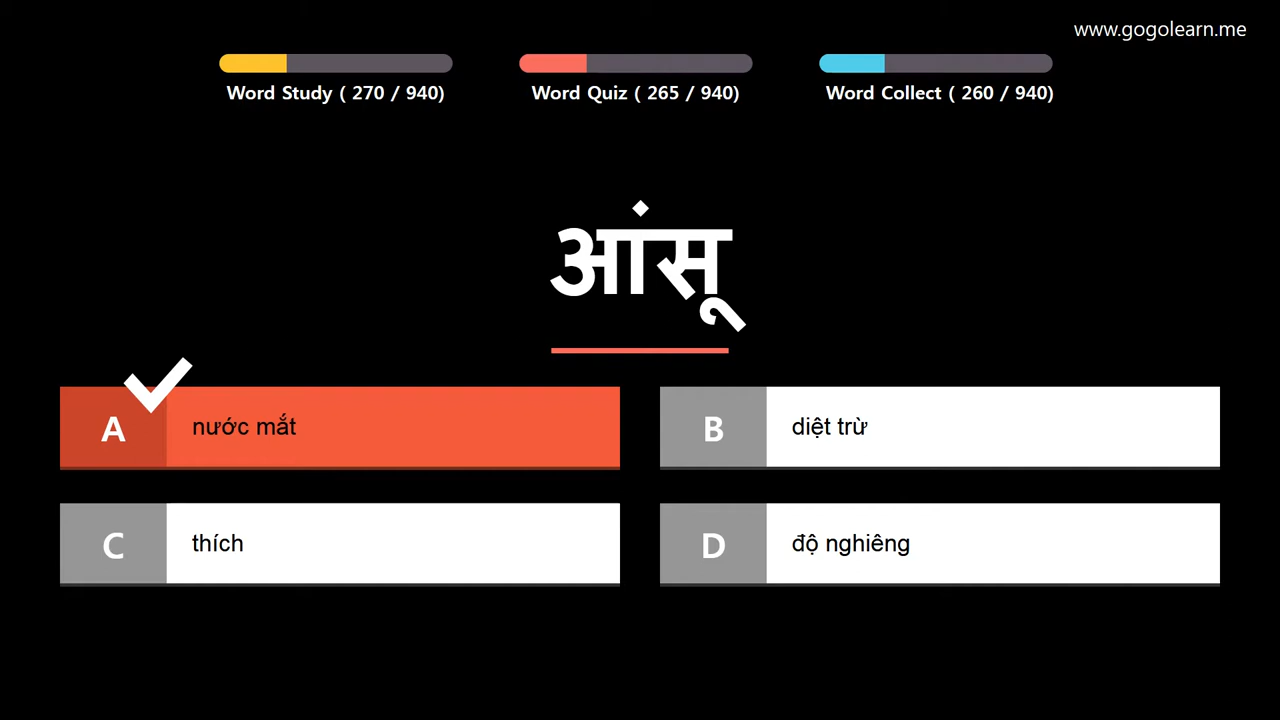 www.gogolearn.me
Word Study ( 270 / 940)
Word Quiz ( 265 / 940)
Word Collect ( 260 / 940)
आंसू
A
nước mắt
B
diệt trừ
C
thích
D
độ nghiêng